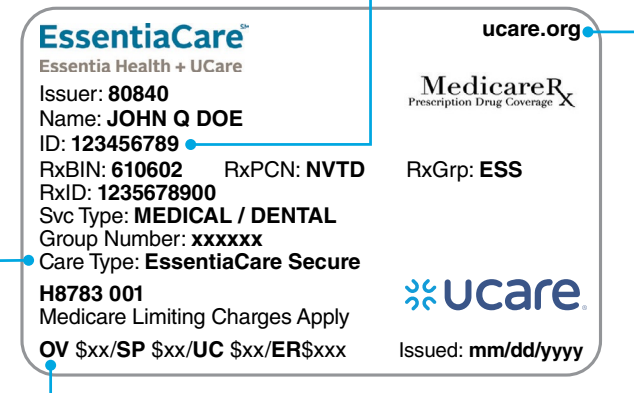 EssentiaCare℠
ucare.org
Essentia Health + UCare
MedicareRx
Prescription Drug Coverage
Issuer: 80840
Name: JOHN Q DOE
ID: 123456789
RxBIN: 610602 RxPCN: NVTD RxGrp: ESS
RxID: 1235678900
Svc Type: MEDICAL / DENTAL
Group Number: xxxxxx
Care Type: EssentiaCare Secure
H8783 001
ucare®
Medicare Limiting Charges Apply
OV $xx/SP $xx/UC $xx/ER$xxx Issued: mm/dd/yyyy